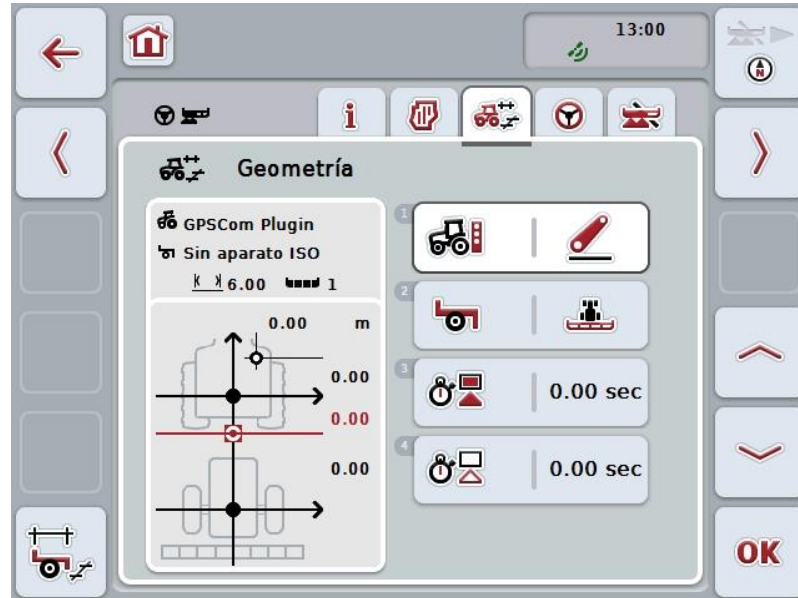 13:00
N
i
Geometría
GPSCom Plugin
Sin aparato ISO
6.00 1
0.00 m
0.00
0.00
0.00
1
2
3
0.00 sec
4
0.00 sec
OK